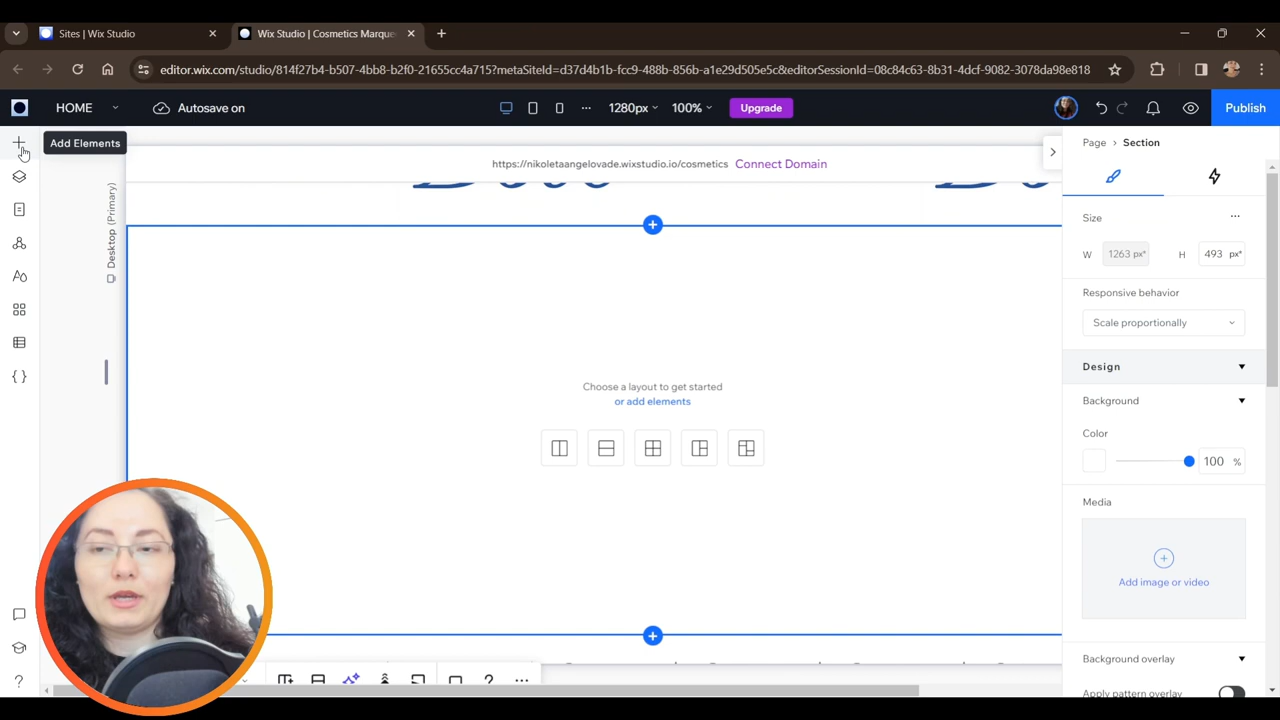 Sites | Wix Studio
Wix Studio | Cosmetics Marque
editor.wix.com/studio/814f27b4-b507-4bb8-b2f0-21655cc4a715?metaSiteId=d37d4b1b-fcc9-488b-856b-a1e29d505e5c&editorSessionId=08c84c63-8b31-4dcf-9082-3078da98e818
HOME
Autosave on
1280px
100%
Upgrade
Publish
Add Elements
Page > Section
https://nikoletaangelovade.wixstudio.io/cosmetics Connect Domain
Desktop (Primary)
Size
W 1263 px* H 493 px*
Responsive behavior
Scale proportionally
Design
Choose a layout to get started
or add elements
Background
Color
100 %
Media
Add image or video
Background overlay
Apply pattern overlay